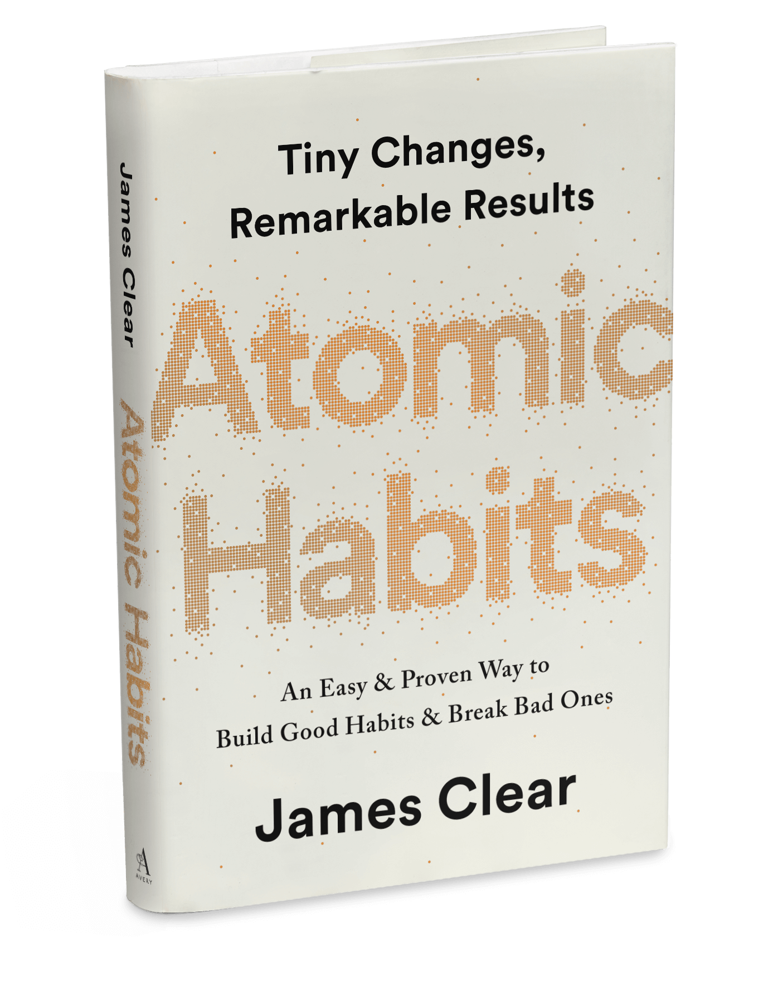 Tiny Changes,
Remarkable Results
Atomic
Habits
An Easy & Proven Way to
Build Good Habits & Break Bad Ones
James Clear
James Clear
Atomic Habits
AVERY